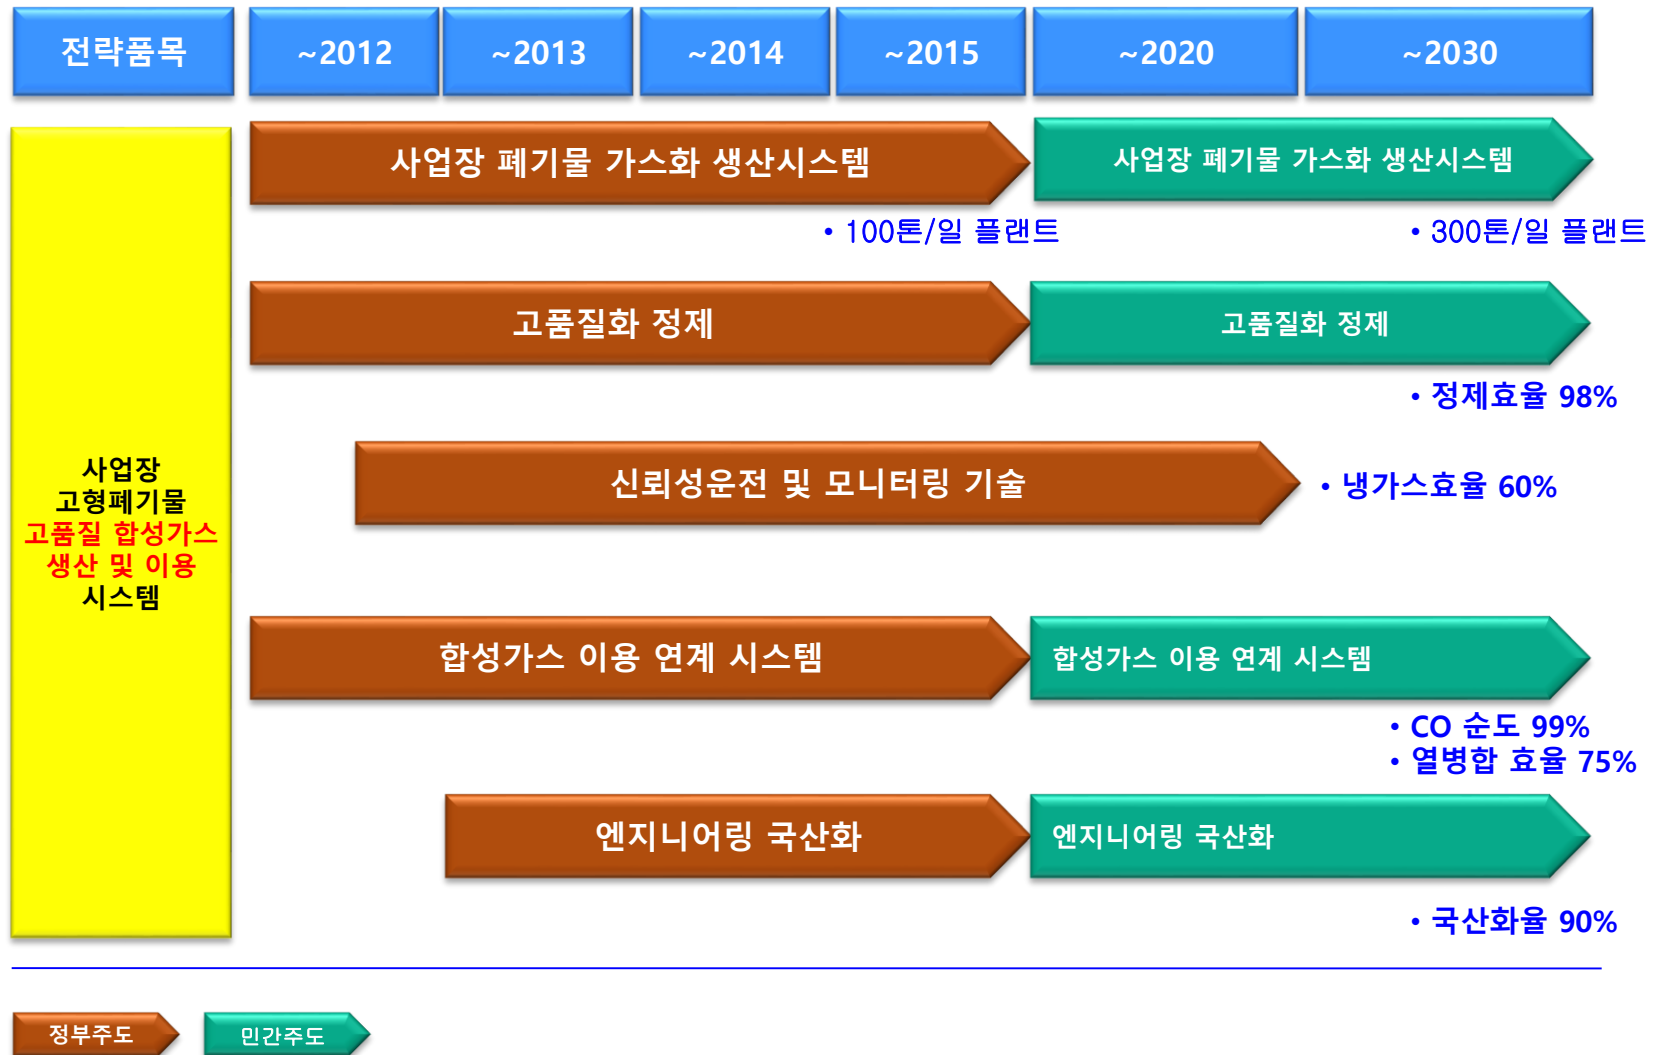 전략품목
~2012
~2013
~2014
~2015
~2020
~2030
사업장 폐기물 가스화 생산시스템
사업장 폐기물 가스화 생산시스템
• 100톤/일 플랜트
• 300톤/일 플랜트
고품질화 정제
고품질화 정제
• 정제효율 98%
사업장
고형폐기물
고품질 합성가스
생산 및 이용
시스템
신뢰성운전 및 모니터링 기술
• 냉가스효율 60%
합성가스 이용 연계 시스템
합성가스 이용 연계 시스템
• CO 순도 99%
• 열병합 효율 75%
엔지니어링 국산화
엔지니어링 국산화
• 국산화율 90%
정부주도
민간주도